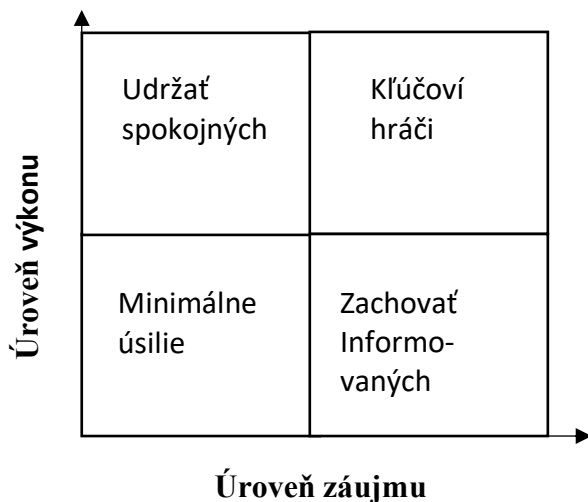 Udržať
spokojných
Kľúčoví
hráči
Úroveň výkonu
Minimálne
úsilie
Zachovať
Informo-
vaných
Úroveň záujmu